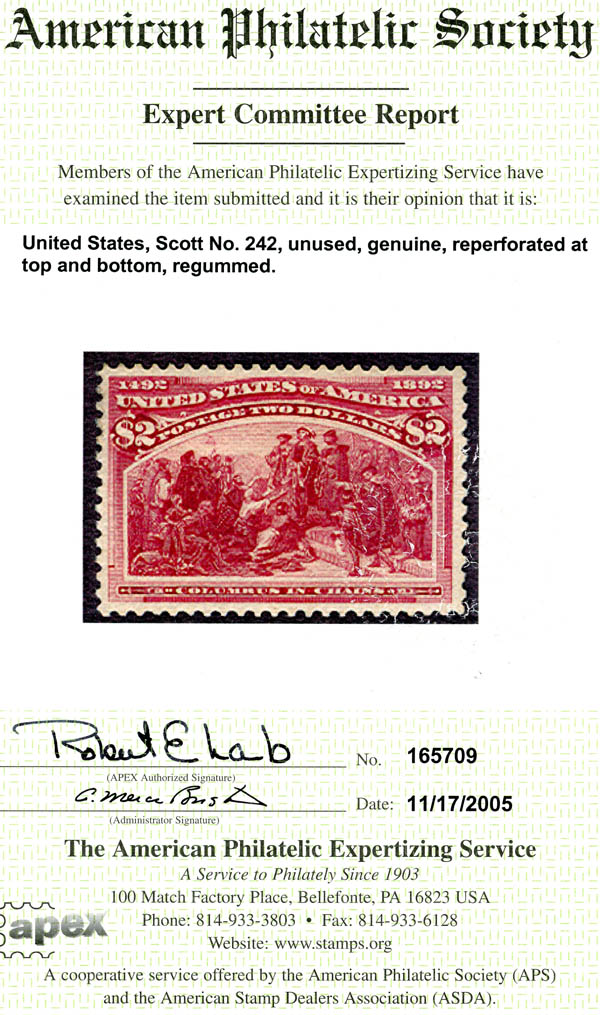 American Philatelic Society
Expert Committee Report
Members of the American Philatelic Expertizing Service have
examined the item submitted and it is their opinion that it is:
United States, Scott No. 242, unused, genuine, reperforated at
top and bottom, regummed.
1492 1892
UNITED STATES OF AMERICA
$2 POSTAGE TWO DOLLARS $2
COLUMBUS IN CHAINS
Robert E Lamb
No. 165709
(APEX Authorized Signature)
Date: 11/17/2005
(Administrator Signature)
The American Philatelic Expertizing Service
A Service to Philately Since 1903
100 Match Factory Place, Bellefonte, PA 16823 USA
apex
Phone: 814-933-3803 • Fax: 814-933-6128
Website: www.stamps.org
A cooperative service offered by the American Philatelic Society (APS)
and the American Stamp Dealers Association (ASDA).